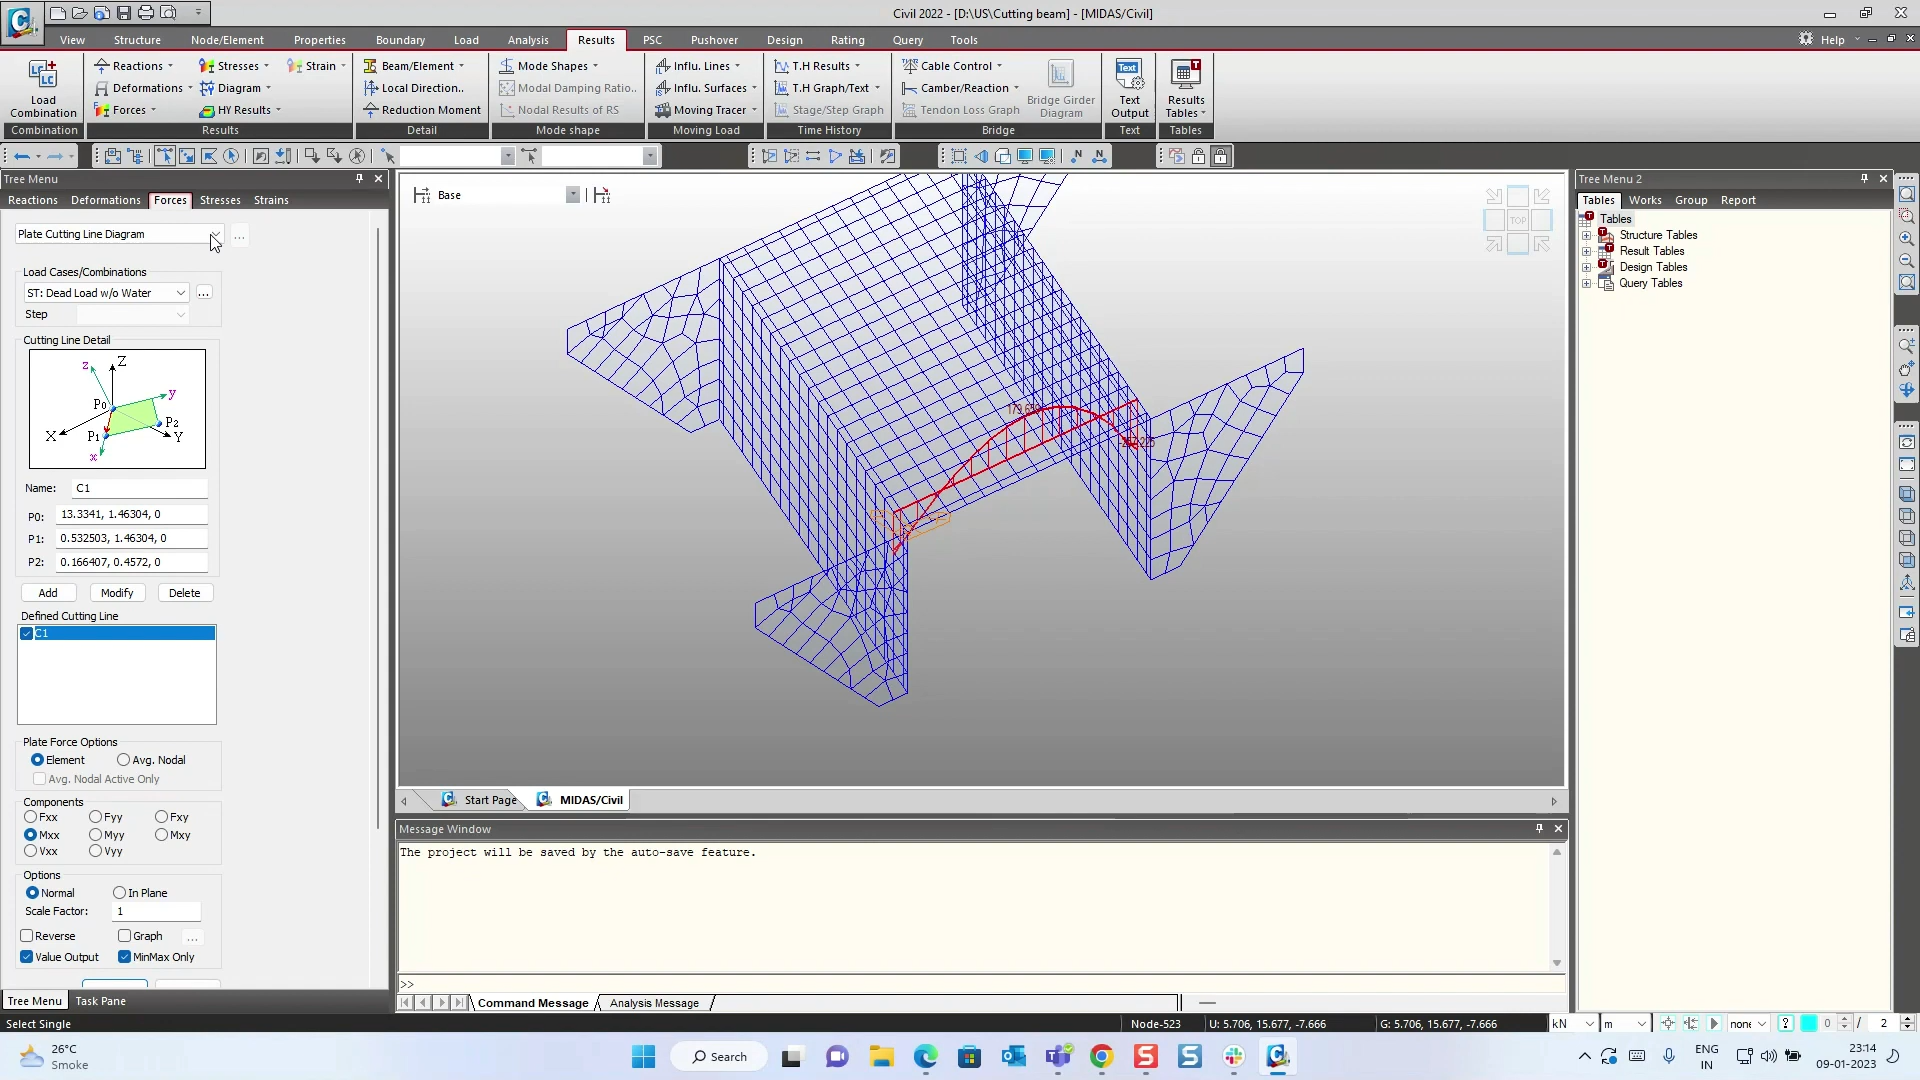 Civil 2022 - [D:\US\Cutting beam] - [MIDAS/Civil]
View Structure Node/Element Properties Boundary Load Analysis Results PSC Pushover Design Rating Query Tools Help
Load Combination
Reactions Stresses Strain
Deformations Diagram
Forces HY Results
Beam/Element
Local Direction..
Reduction Moment
Mode Shapes
Modal Damping Ratio..
Nodal Results of RS
Influ. Lines
Influ. Surfaces
Moving Tracer
T.H Results
T.H Graph/Text
Stage/Step Graph
Cable Control
Camber/Reaction
Tendon Loss Graph
Bridge Girder Diagram
Text
Text Output
Results Tables
Combination Results Detail Mode shape Moving Load Time History Bridge Text Tables
Tree Menu
Reactions Deformations Forces Stresses Strains
Plate Cutting Line Diagram
...
Load Cases/Combinations
ST: Dead Load w/o Water
...
Step
Cutting Line Detail
Z
z
y
P0
P2
X
P1
Y
x
Name: C1
P0: 13.3341, 1.46304, 0
P1: 0.532503, 1.46304, 0
P2: 0.166407, 0.4572, 0
Add Modify Delete
Defined Cutting Line
C1
Plate Force Options
Element Avg. Nodal
Avg. Nodal Active Only
Components
Fxx Fyy Fxy
Mxx Myy Mxy
Vxx Vyy
Options
Normal In Plane
Scale Factor: 1
Reverse Graph ...
Value Output MinMax Only
Tree Menu Task Pane
Base
TOP
Start Page MIDAS/Civil
Message Window
The project will be saved by the auto-save feature.
>>
Command Message Analysis Message
Tree Menu 2
Tables Works Group Report
Tables
Structure Tables
Result Tables
Design Tables
Query Tables
Select Single
Node-523 U: 5.706, 15.677, -7.666 G: 5.706, 15.677, -7.666 kN m none ? 0 / 2
26°C
Smoke
Search
ENG
IN
23:14
09-01-2023